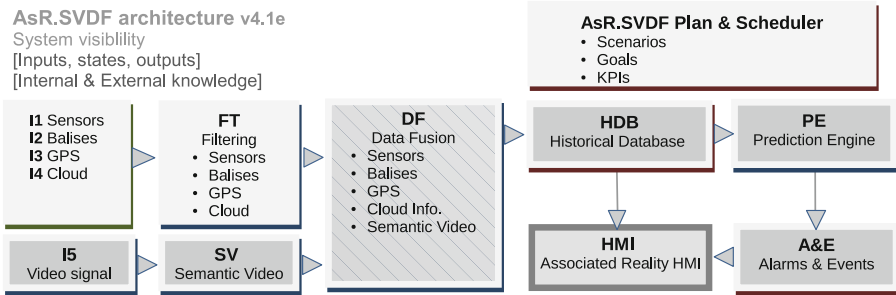 AsR.SVDF architecture v4.1e
System visiblility
[Inputs, states, outputs]
[Internal & External knowledge]
AsR.SVDF Plan & Scheduler
• Scenarios
• Goals
• KPIs
I1 Sensors
I2 Balises
I3 GPS
I4 Cloud
FT
Filtering
• Sensors
• Balises
• GPS
• Cloud
DF
Data Fusion
• Sensors
• Balises
• GPS
• Cloud Info.
• Semantic Video
HDB
Historical Database
PE
Prediction Engine
I5
Video signal
SV
Semantic Video
HMI
Associated Reality HMI
A&E
Alarms & Events